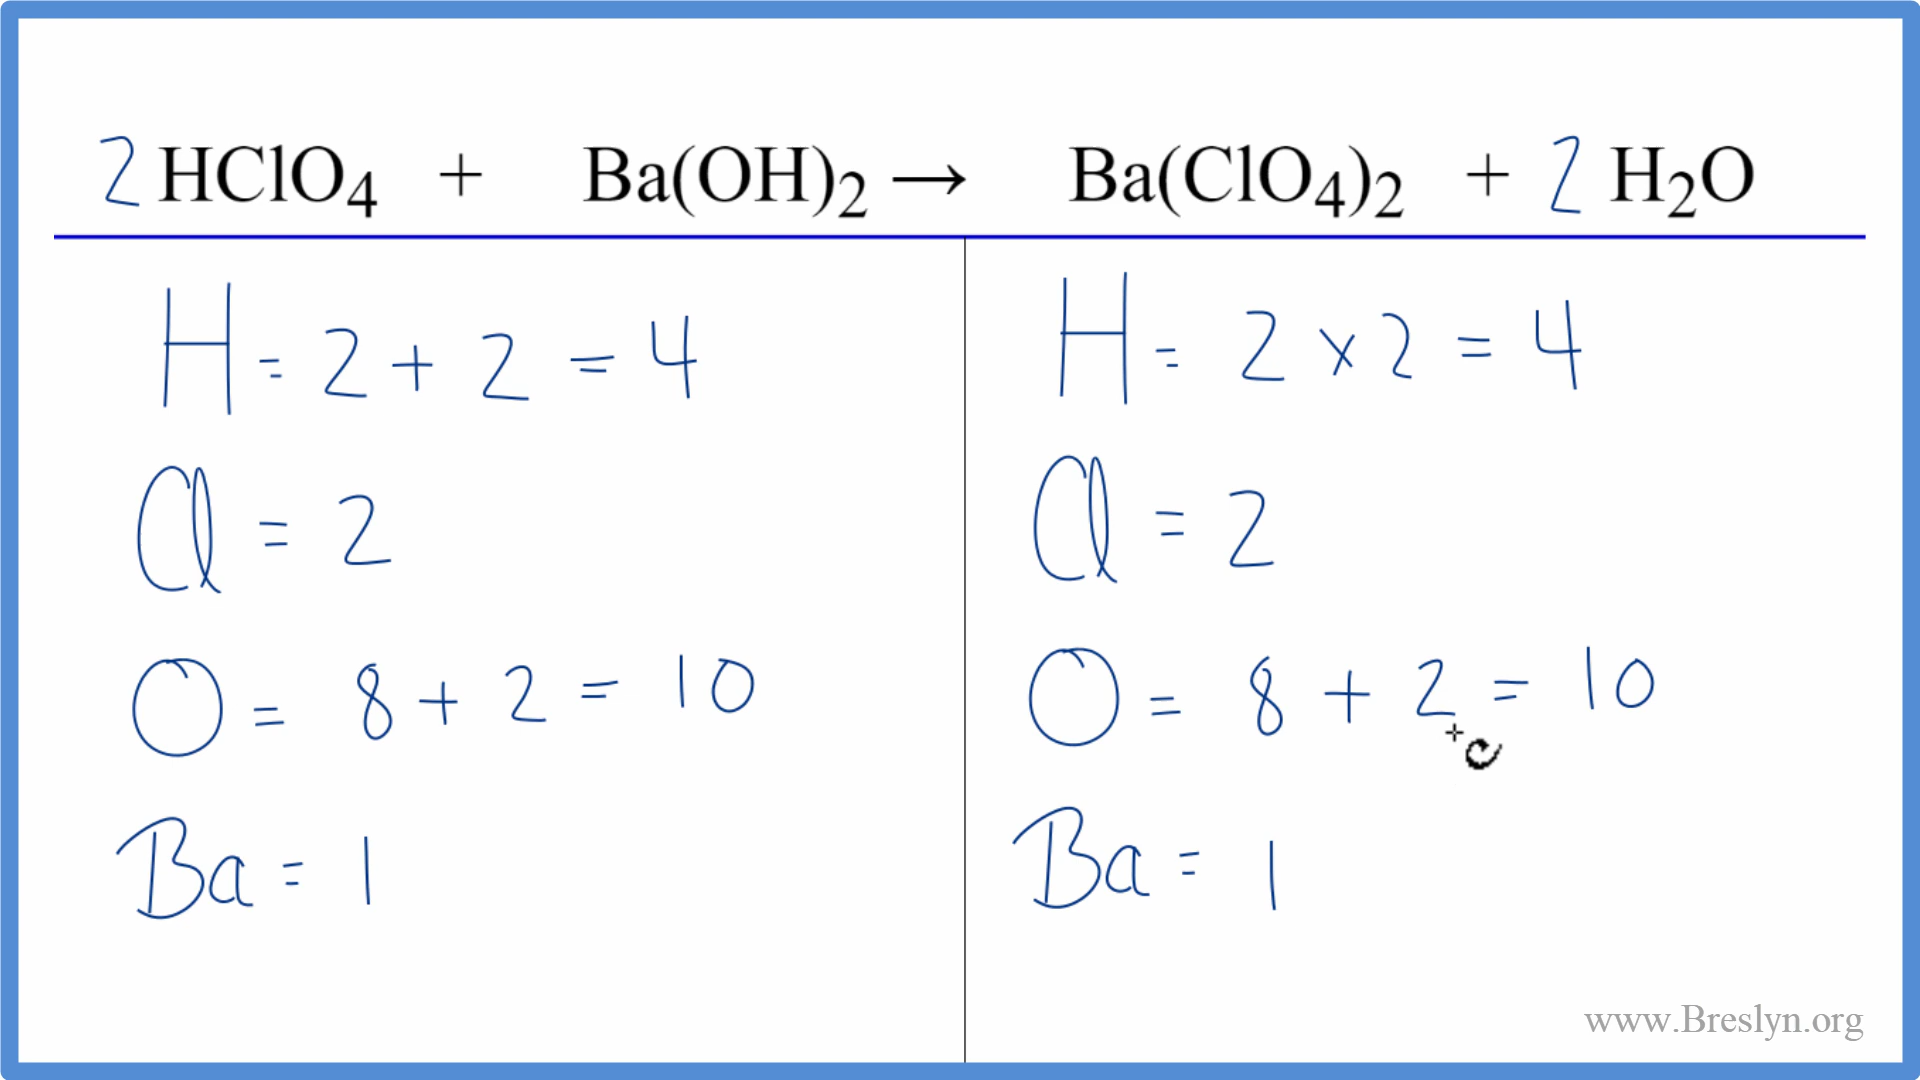 2 HClO4 + Ba(OH)2 → Ba(ClO4)2 + 2 H2O
H = 2 + 2 = 4
H = 2 x 2 = 4
Cl = 2
Cl = 2
O = 8 + 2 = 10
O = 8 + 2 = 10
Ba = 1
Ba = 1
www.Breslyn.org